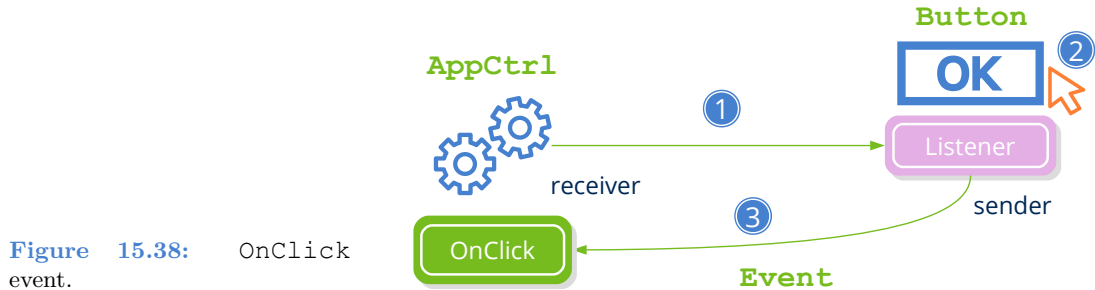 Button
2
OK
AppCtrl
1
Listener
receiver
sender
3
OnClick
Event
Figure 15.38: OnClick
event.